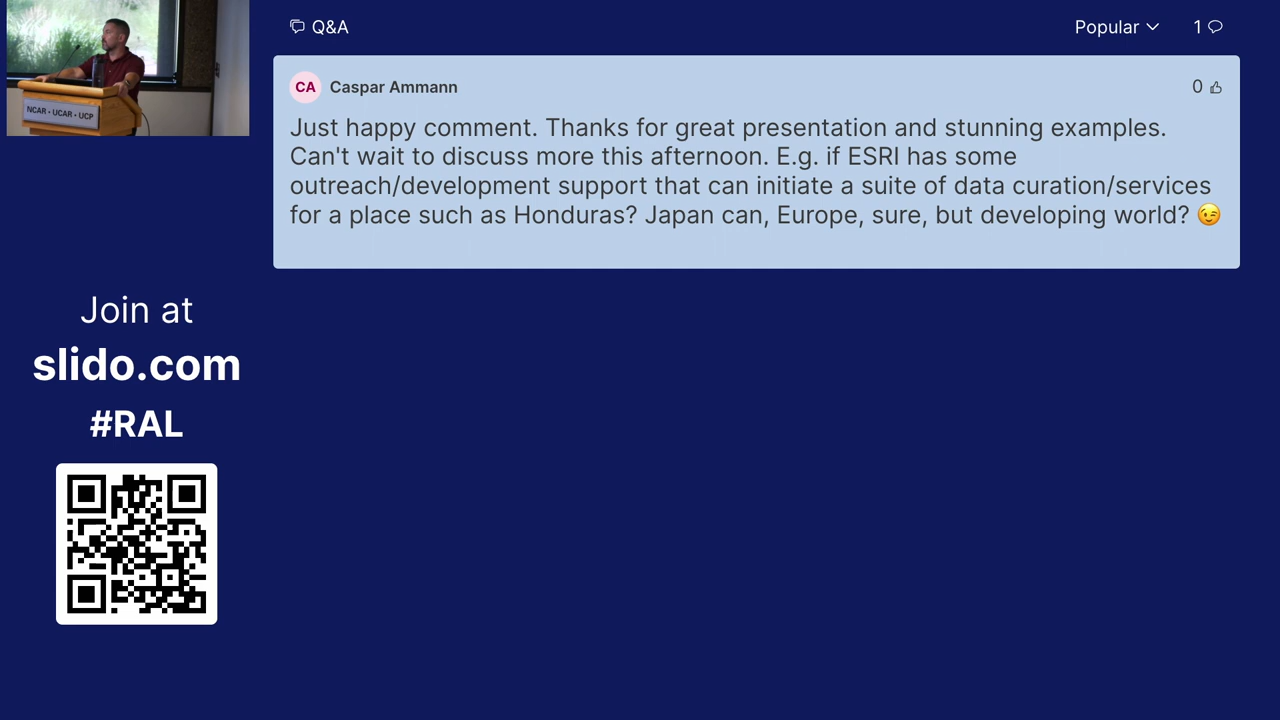 NCAR • UCAR • UCP
Q&A
Popular
1
CA
Caspar Ammann
0
Just happy comment. Thanks for great presentation and stunning examples.
Can't wait to discuss more this afternoon. E.g. if ESRI has some
outreach/development support that can initiate a suite of data curation/services
for a place such as Honduras? Japan can, Europe, sure, but developing world? 😉
Join at
slido.com
#RAL